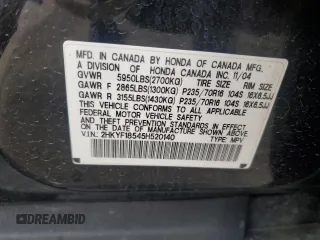 MFD. IN CANADA BY HONDA OF CANADA MFG.,
A DIVISION OF HONDA CANADA INC. 11/04
GVWR 5950LBS(2700KG) TIRE SIZE RIM SIZE
GAWR F 2865LBS(1300KG) P235/70R16 104S 16X6.5JJ
GAWR R 3155LBS(1430KG) P235/70R16 104S 16X6.5JJ
THIS VEHICLE CONFORMS TO ALL APPLICABLE
FEDERAL MOTOR VEHICLE SAFETY STANDARDS IN
EFFECT ON THE DATE OF MANUFACTURE SHOWN ABOVE.
V.I.N.: 2HKYF18545H520140 TYPE: MPV
DREAMBID